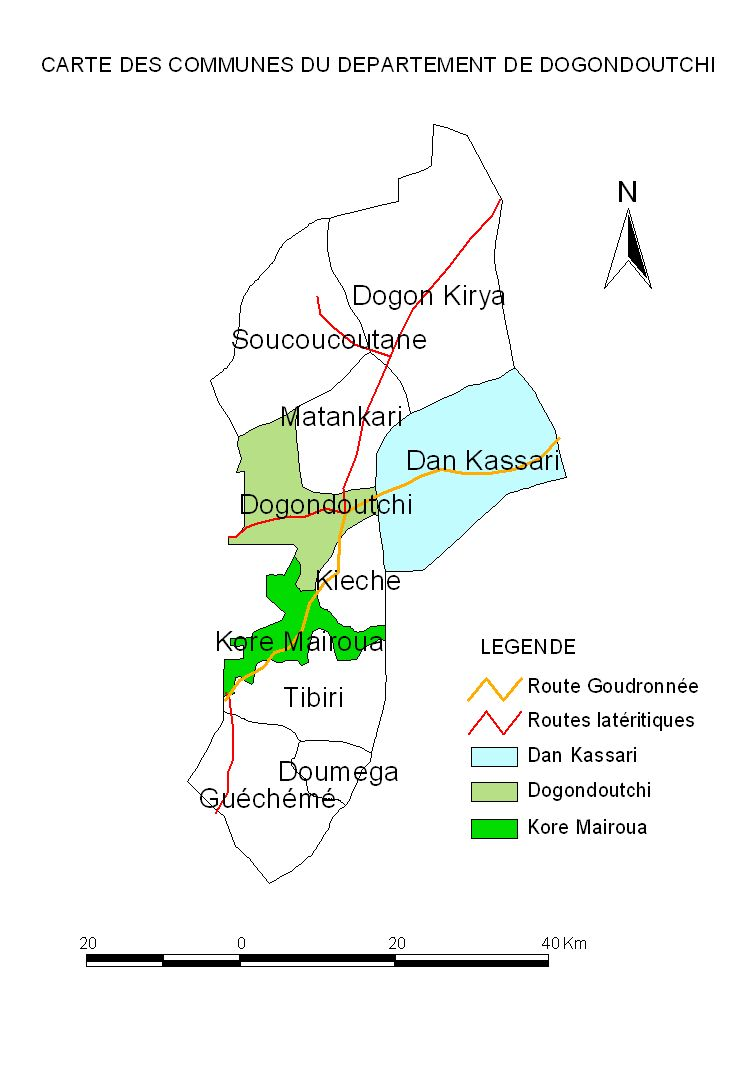 CARTE DES COMMUNES DU DEPARTEMENT DE DOGONDOUTCHI
N
Dogon Kirya
Soucoucoutane
Matankari
Dan Kassari
Dogondoutchi
Kieche
Kore Mairoua
Tibiri
Doumega
Guéchémé
LEGENDE
Route Goudronnée
Routes latéritiques
Dan Kassari
Dogondoutchi
Kore Mairoua
20 0 20 40 Km